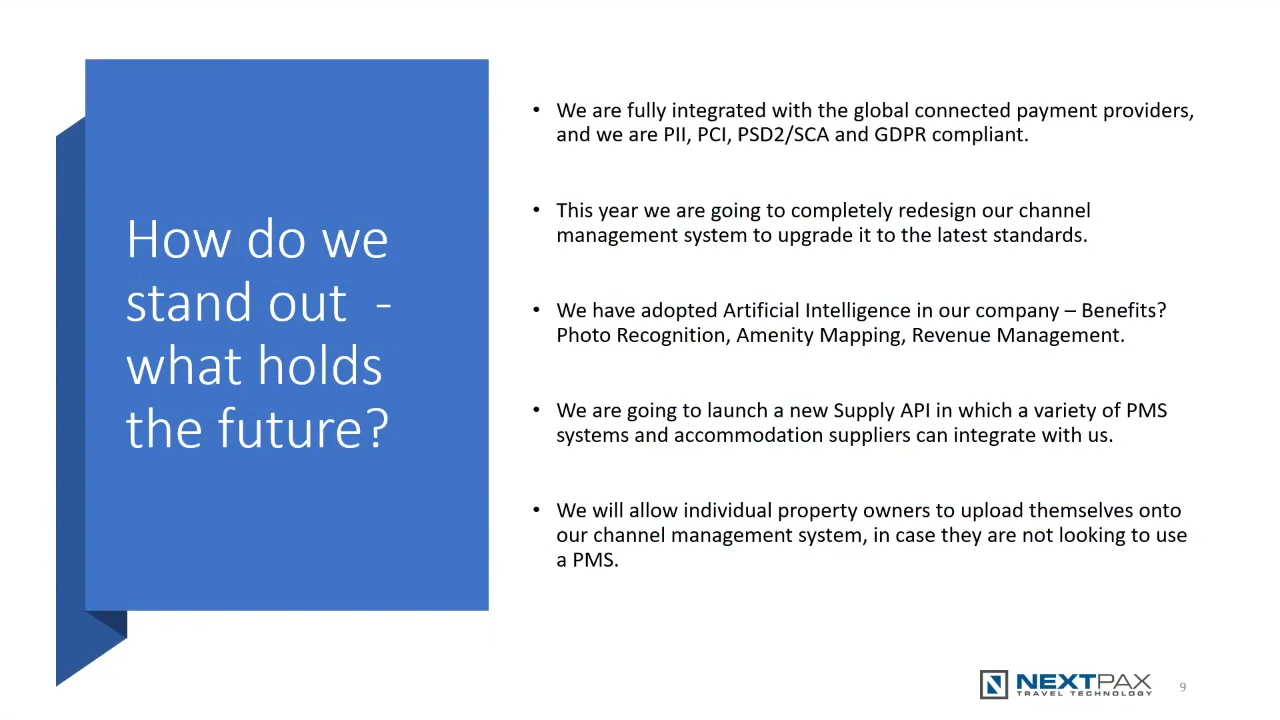 How do we
stand out  -
what holds
the future?
• We are fully integrated with the global connected payment providers,
and we are PII, PCI, PSD2/SCA and GDPR compliant.
• This year we are going to completely redesign our channel
management system to upgrade it to the latest standards.
• We have adopted Artificial Intelligence in our company – Benefits?
Photo Recognition, Amenity Mapping, Revenue Management.
• We are going to launch a new Supply API in which a variety of PMS
systems and accommodation suppliers can integrate with us.
• We will allow individual property owners to upload themselves onto
our channel management system, in case they are not looking to use
a PMS.
NEXTPAX
TRAVEL TECHNOLOGY
9